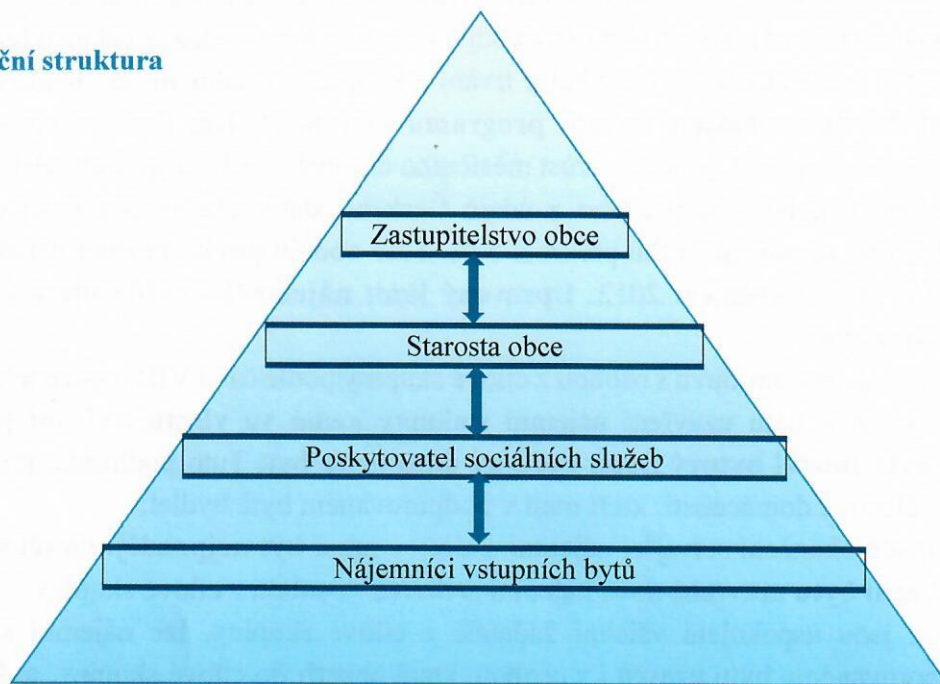 ční struktura
Zastupitelstvo obce
Starosta obce
Poskytovatel sociálních služeb
Nájemníci vstupních bytů